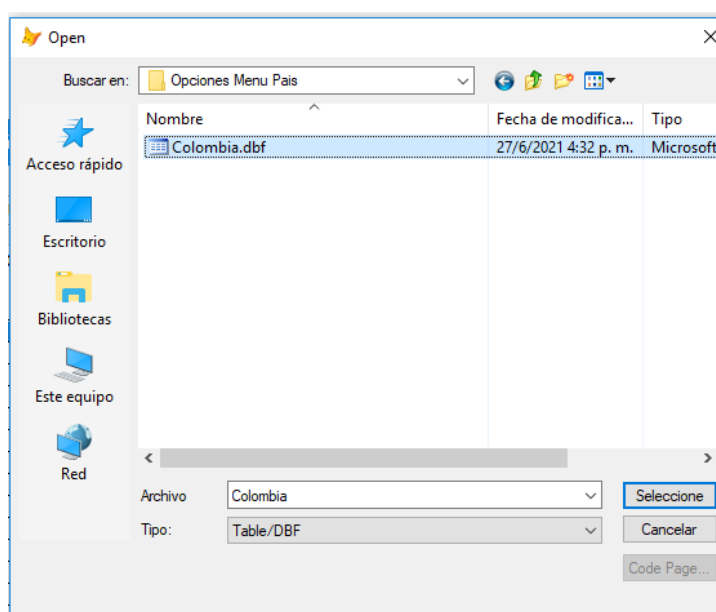 Open
Buscar en: Opciones Menu Pais
Nombre Fecha de modifica... Tipo
Colombia.dbf 27/6/2021 4:32 p. m. Microsoft
Acceso rápido
Escritorio
Bibliotecas
Este equipo
Red
Archivo Colombia Seleccione
Tipo: Table/DBF Cancelar
Code Page...